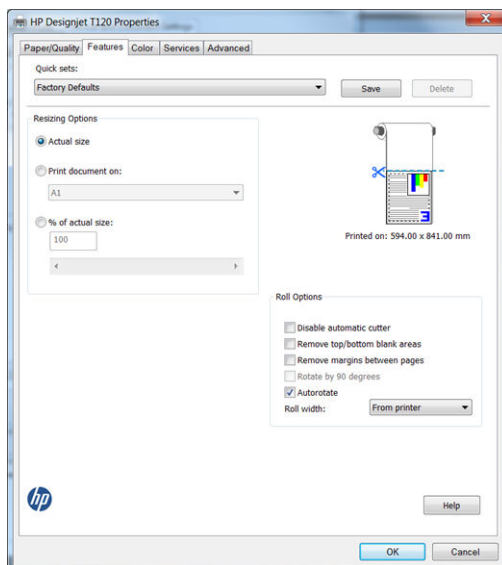 HP Designjet T120 Properties
Paper/Quality Features Color Services Advanced
Quick sets:
Factory Defaults
Save
Delete
Resizing Options
Actual size
Print document on:
A1
% of actual size:
100
Printed on: 594.00 x 841.00 mm
Roll Options
Disable automatic cutter
Remove top/bottom blank areas
Remove margins between pages
Rotate by 90 degrees
Autorotate
Roll width: From printer
hp
Help
OK Cancel